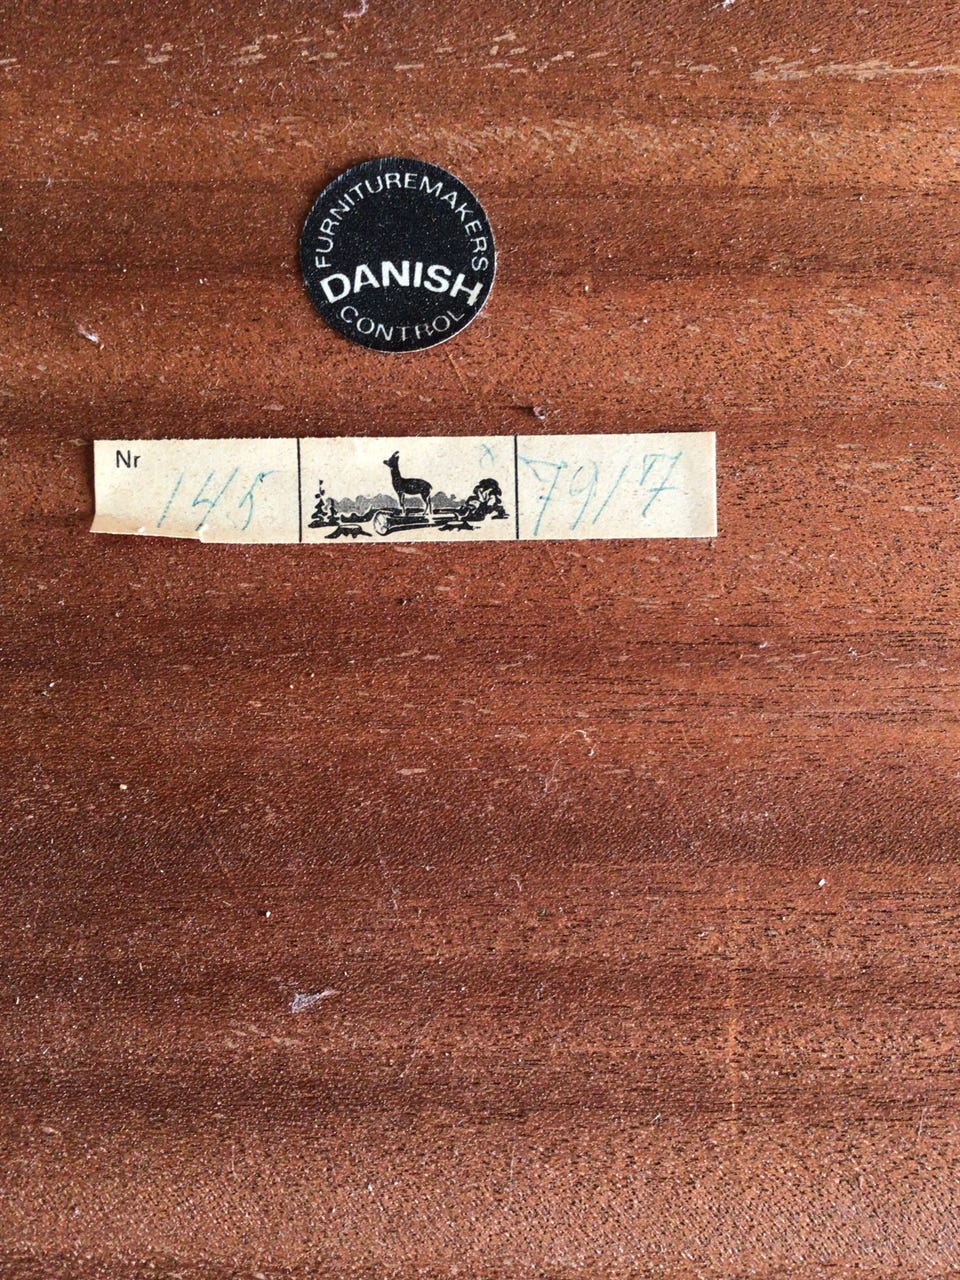 FURNITUREMAKERS
DANISH
CONTROL
Nr 145 7917